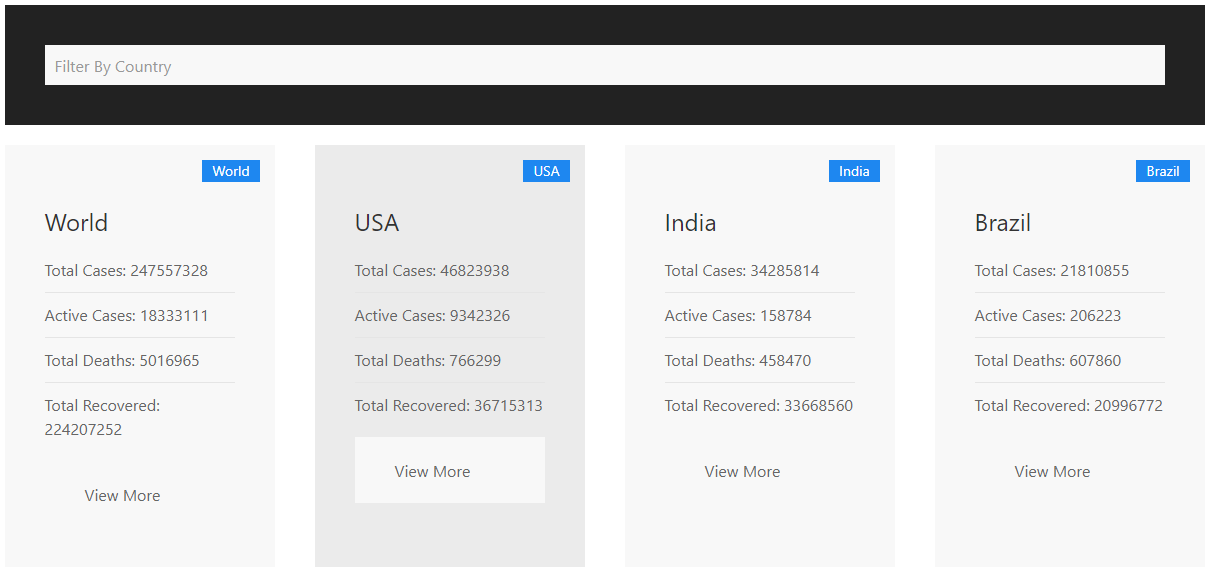 Filter By Country
World
World
Total Cases: 247557328
Active Cases: 18333111
Total Deaths: 5016965
Total Recovered:
224207252
View More
USA
USA
Total Cases: 46823938
Active Cases: 9342326
Total Deaths: 766299
Total Recovered: 36715313
View More
India
India
Total Cases: 34285814
Active Cases: 158784
Total Deaths: 458470
Total Recovered: 33668560
View More
Brazil
Brazil
Total Cases: 21810855
Active Cases: 206223
Total Deaths: 607860
Total Recovered: 20996772
View More